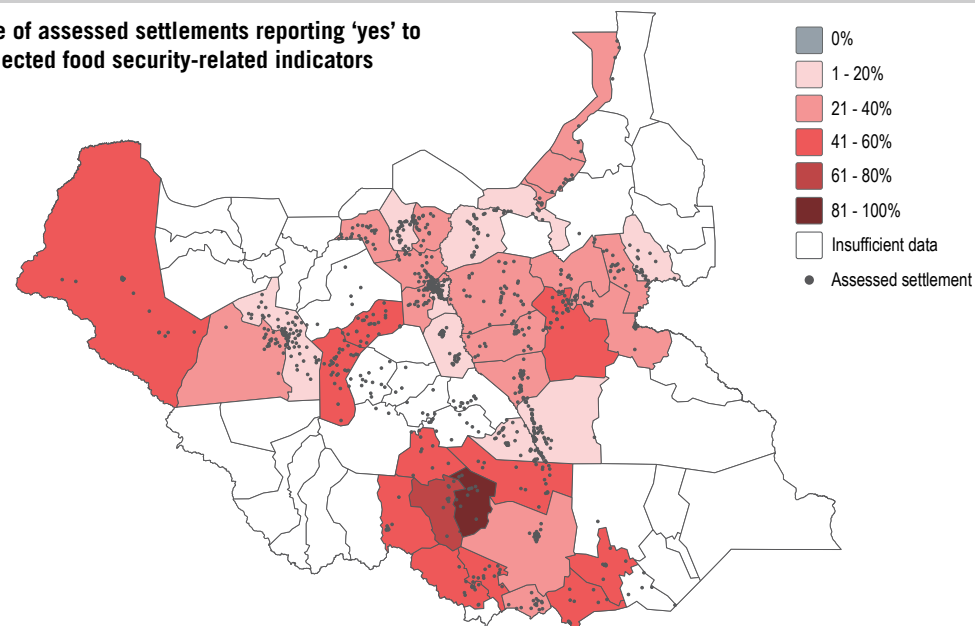 of assessed settlements reporting ‘yes’ to
food security-related indicators
0%
1 - 20%
21 - 40%
41 - 60%
61 - 80%
81 - 100%
Insufficient data
Assessed settlement